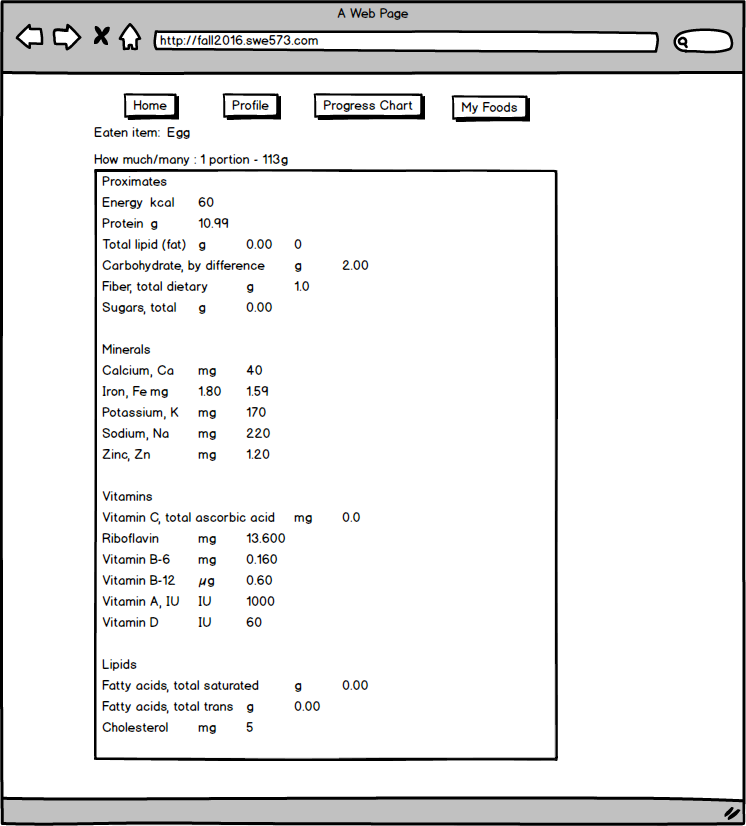 A Web Page
http://fall2016.swe573.com
Home Profile Progress Chart My Foods
Eaten item: Egg
How much/many : 1 portion - 113g
Proximates
Energy kcal 60
Protein g 10.99
Total lipid (fat) g 0.00 0
Carbohydrate, by difference g 2.00
Fiber, total dietary g 1.0
Sugars, total g 0.00
Minerals
Calcium, Ca mg 40
Iron, Fe mg 1.80 1.59
Potassium, K mg 170
Sodium, Na mg 220
Zinc, Zn mg 1.20
Vitamins
Vitamin C, total ascorbic acid mg 0.0
Riboflavin mg 13.600
Vitamin B-6 mg 0.160
Vitamin B-12 µg 0.60
Vitamin A, IU IU 1000
Vitamin D IU 60
Lipids
Fatty acids, total saturated g 0.00
Fatty acids, total trans g 0.00
Cholesterol mg 5